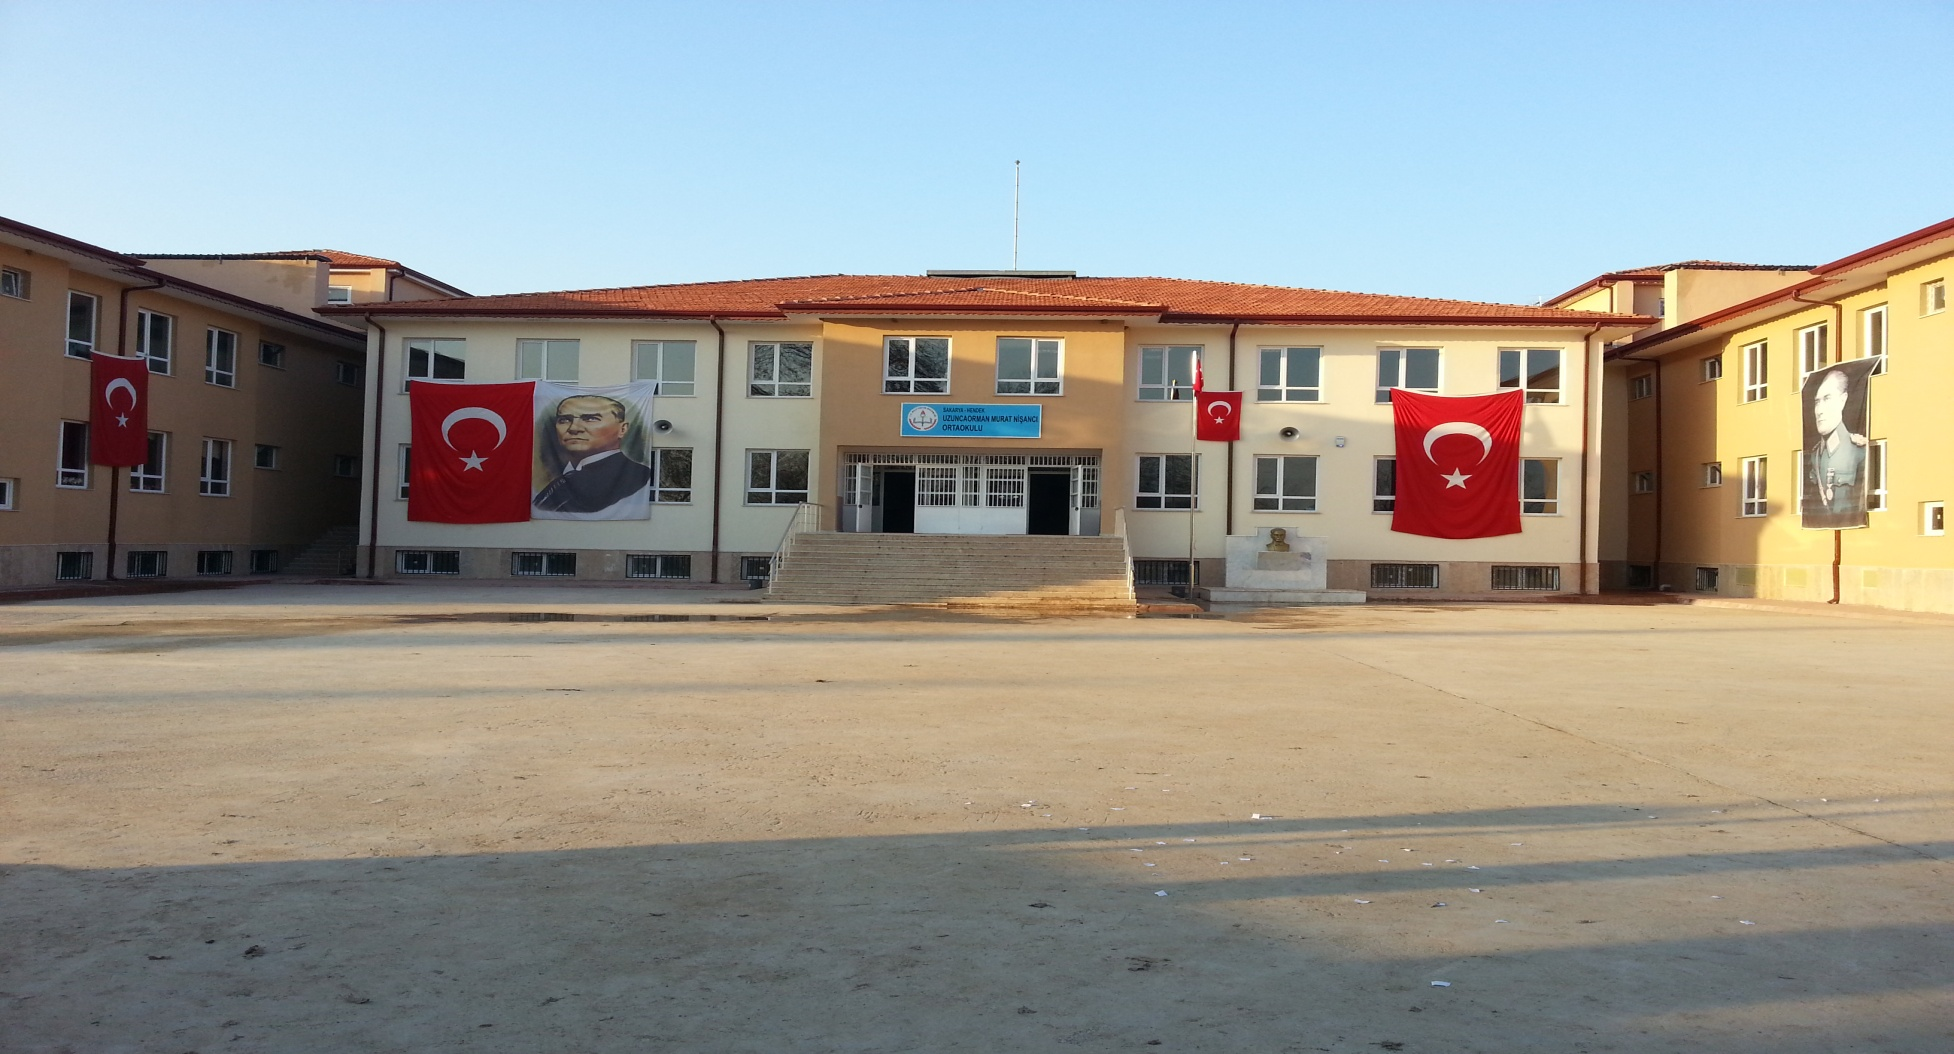 SAKARYA - HENDEK
UZUNCAORMAN MURAT NİŞANCI
ORTAOKULU